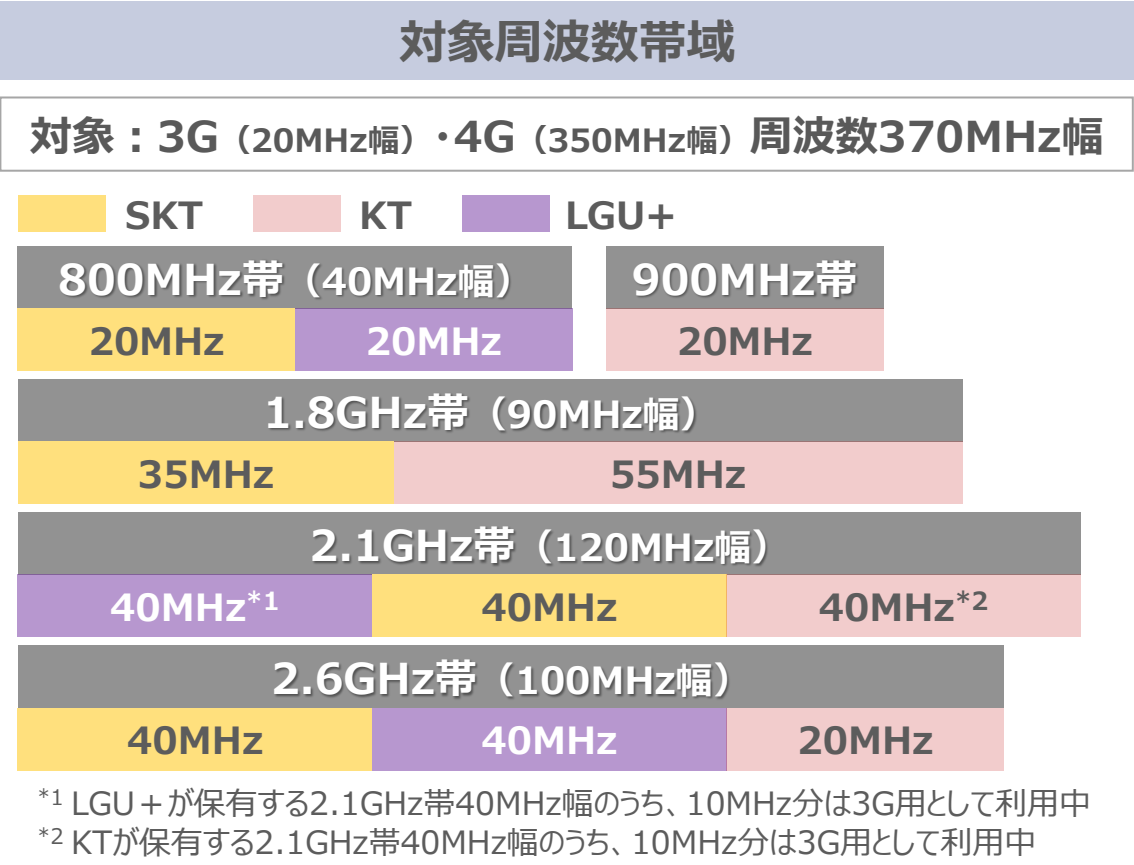 対象周波数帯域
対象：3G（20MHz幅）・4G（350MHz幅）周波数370MHz幅
SKT KT LGU+
800MHz帯（40MHz幅） 900MHz帯
20MHz 20MHz 20MHz
1.8GHz帯（90MHz幅）
35MHz 55MHz
2.1GHz帯（120MHz幅）
40MHz*1 40MHz 40MHz*2
2.6GHz帯（100MHz幅）
40MHz 40MHz 20MHz
*1 LGU＋が保有する2.1GHz帯40MHz幅のうち、10MHz分は3G用として利用中
*2 KTが保有する2.1GHz帯40MHz幅のうち、10MHz分は3G用として利用中